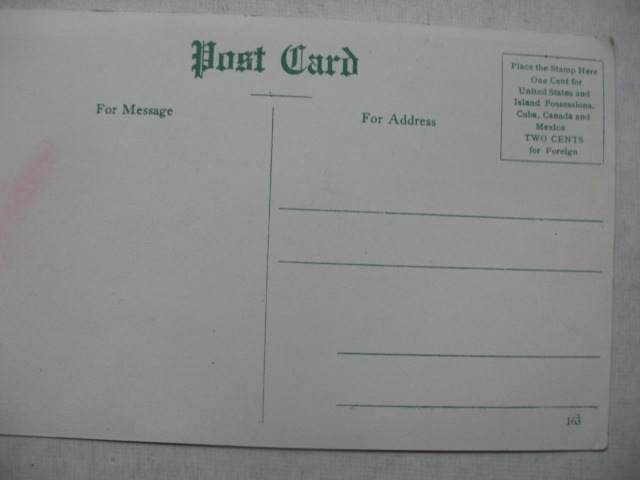 Post Card
For Message
For Address
Place the Stamp Here
One Cent for
United States and
Island Possessions,
Cuba, Canada and
Mexico
TWO CENTS
for Foreign
163